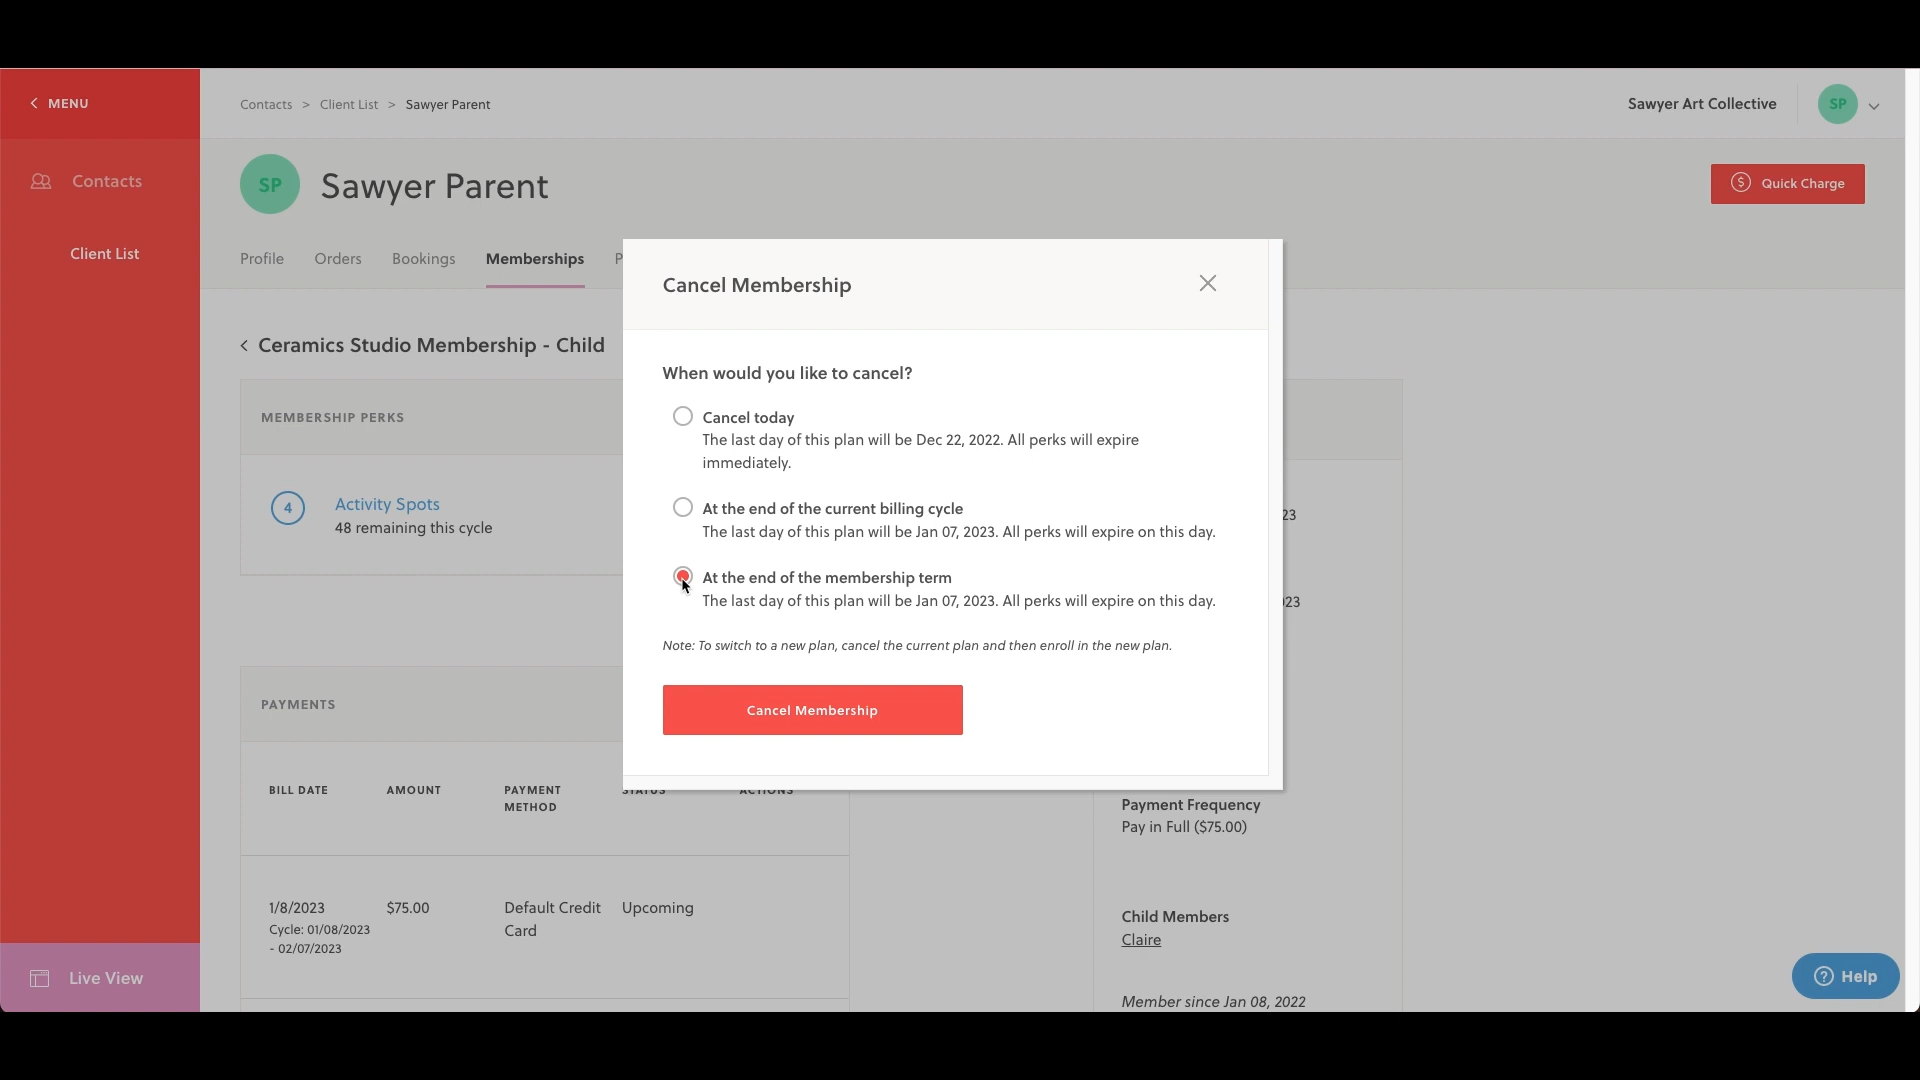 MENU
Contacts > Client List > Sawyer Parent
Sawyer Art Collective
SP
Contacts
Client List
SP
Sawyer Parent
Quick Charge
Profile
Orders
Bookings
Memberships
P
Ceramics Studio Membership - Child
MEMBERSHIP PERKS
4
Activity Spots
48 remaining this cycle
Cancel Membership
When would you like to cancel?
Cancel today
The last day of this plan will be Dec 22, 2022. All perks will expire
immediately.
At the end of the current billing cycle
The last day of this plan will be Jan 07, 2023. All perks will expire on this day.
At the end of the membership term
The last day of this plan will be Jan 07, 2023. All perks will expire on this day.
Note: To switch to a new plan, cancel the current plan and then enroll in the new plan.
Cancel Membership
23
23
PAYMENTS
BILL DATE
AMOUNT
PAYMENT
METHOD
STATUS
ACTIONS
1/8/2023
Cycle: 01/08/2023
- 02/07/2023
$75.00
Default Credit
Card
Upcoming
Payment Frequency
Pay in Full ($75.00)
Child Members
Claire
Member since Jan 08, 2022
Live View
Help